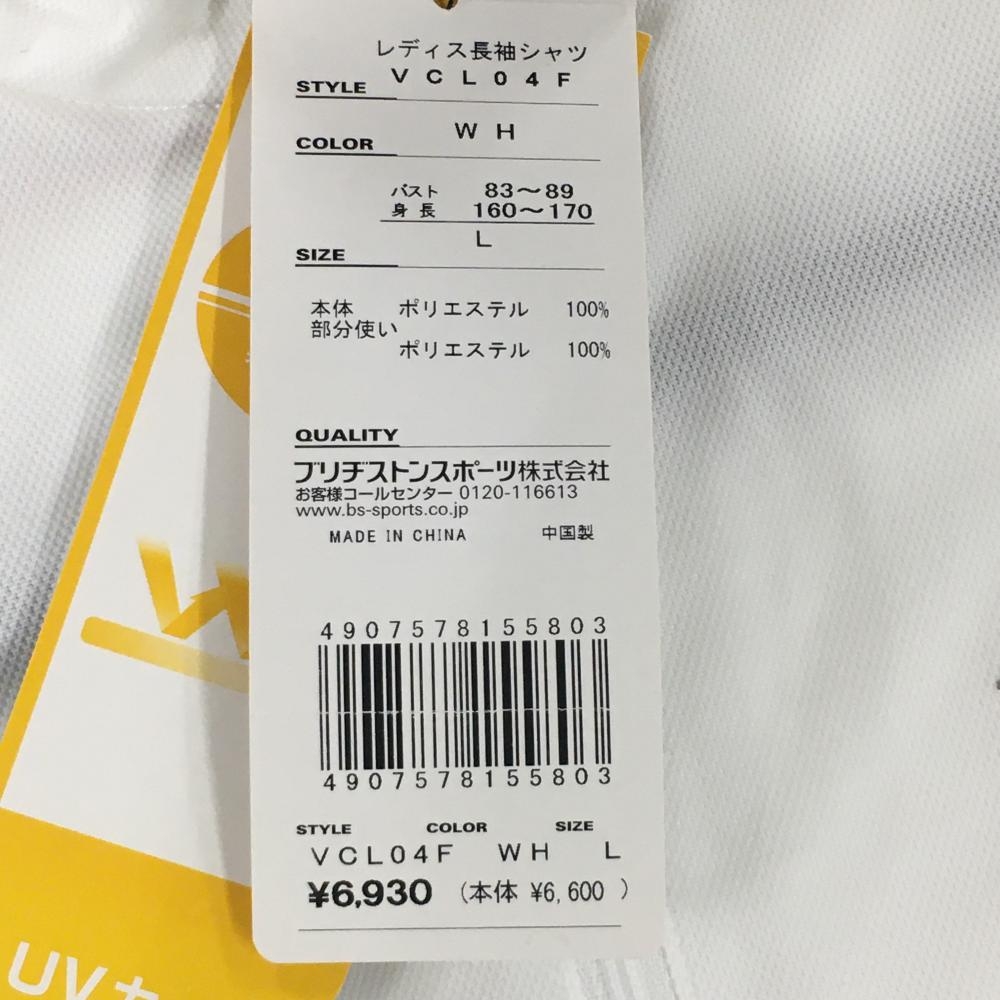 レディス長袖シャツ
STYLE VCL04F
COLOR WH
バスト 83〜89
身長 160〜170
L
SIZE
本体 ポリエステル 100%
部分使い
ポリエステル 100%
QUALITY
ブリヂストンスポーツ株式会社
お客様コールセンター 0120-116613
www.bs-sports.co.jp
MADE IN CHINA 中国製
4907578155803
4907578155803
STYLE COLOR SIZE
VCL04F WH L
¥6,930 (本体 ¥6,600 )
UVカ